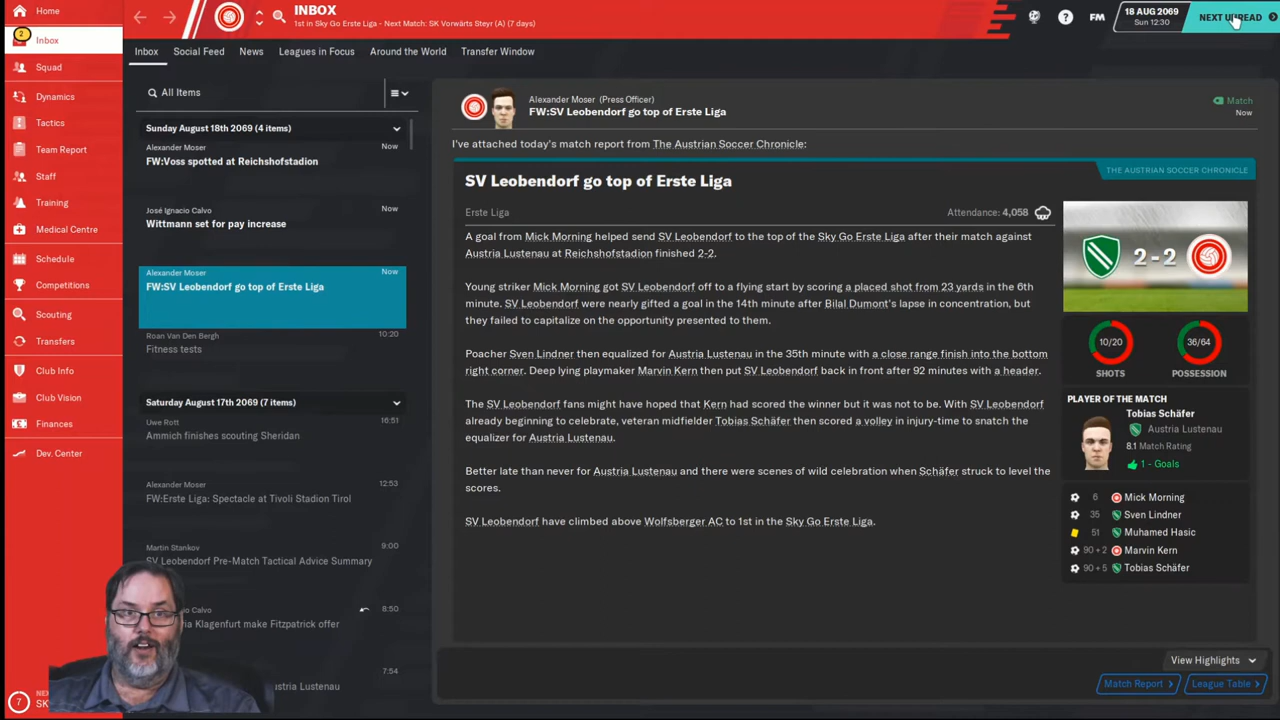 Home
INBOX
1st in Sky Go Erste Liga - Next Match: SK Vorwärts Steyr (A) (7 days)
FM
18 AUG 2069
Sun 12:30
NEXT UNREAD
2
Inbox
Squad
Dynamics
Tactics
Team Report
Staff
Training
Medical Centre
Schedule
Competitions
Scouting
Transfers
Club Info
Club Vision
Finances
Dev. Center
7
Inbox
Social Feed
News
Leagues in Focus
Around the World
Transfer Window
All Items
Sunday August 18th 2069 (4 items)
Alexander Moser
Now
FW:Voss spotted at Reichshofstadion
José Ignacio Calvo
Now
Wittmann set for pay increase
Alexander Moser
Now
FW:SV Leobendorf go top of Erste Liga
Roan Van Den Bergh
10:20
Fitness tests
Saturday August 17th 2069 (7 items)
Uwe Rott
16:51
Ammich finishes scouting Sheridan
Alexander Moser
12:53
FW:Erste Liga: Spectacle at Tivoli Stadion Tirol
Martin Stankov
9:00
SV Leobendorf Pre-Match Tactical Advice Summary
Calvo
8:50
Klagenfurt make Fitzpatrick offer
7:54
Lustenau
Alexander Moser (Press Officer)
FW:SV Leobendorf go top of Erste Liga
Match
Now
I've attached today's match report from The Austrian Soccer Chronicle:
THE AUSTRIAN SOCCER CHRONICLE
SV Leobendorf go top of Erste Liga
Erste Liga
Attendance: 4,058
A goal from Mick Morning helped send SV Leobendorf to the top of the Sky Go Erste Liga after their match against
Austria Lustenau at Reichshofstadion finished 2-2.
Young striker Mick Morning got SV Leobendorf off to a flying start by scoring a placed shot from 23 yards in the 6th
minute. SV Leobendorf were nearly gifted a goal in the 14th minute after Bilal Dumont's lapse in concentration, but
they failed to capitalize on the opportunity presented to them.
Poacher Sven Lindner then equalized for Austria Lustenau in the 35th minute with a close range finish into the bottom
right corner. Deep lying playmaker Marvin Kern then put SV Leobendorf back in front after 92 minutes with a header.
The SV Leobendorf fans might have hoped that Kern had scored the winner but it was not to be. With SV Leobendorf
already beginning to celebrate, veteran midfielder Tobias Schäfer then scored a volley in injury-time to snatch the
equalizer for Austria Lustenau.
Better late than never for Austria Lustenau and there were scenes of wild celebration when Schäfer struck to level the
scores.
SV Leobendorf have climbed above Wolfsberger AC to 1st in the Sky Go Erste Liga.
2 - 2
10/20
SHOTS
36/64
POSSESSION
PLAYER OF THE MATCH
Tobias Schäfer
Austria Lustenau
8.1 Match Rating
1 - Goals
6 Mick Morning
35 Sven Lindner
51 Muhamed Hasic
90 + 2 Marvin Kern
90 + 5 Tobias Schäfer
View Highlights
Match Report
League Table